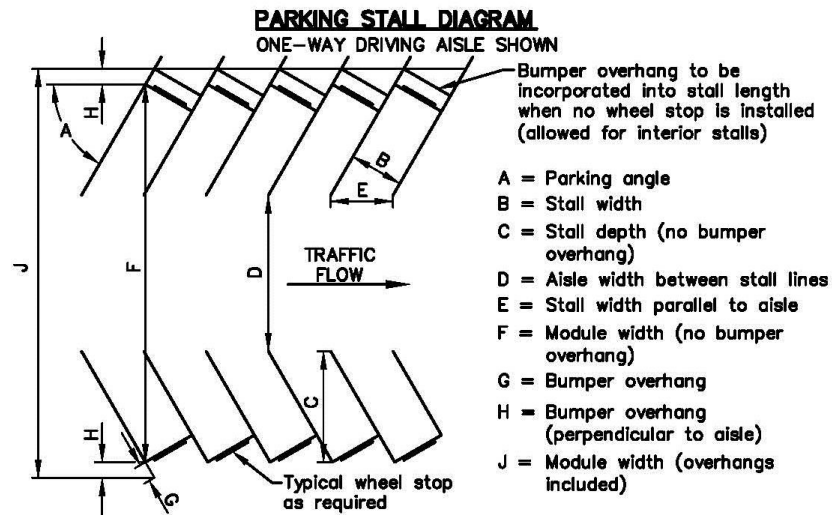 PARKING STALL DIAGRAM
ONE-WAY DRIVING AISLE SHOWN
Bumper overhang to be
incorporated into stall length
when no wheel stop is installed
(allowed for interior stalls)
H
A
B
E
J
F
D
TRAFFIC
FLOW
C
H
G
Typical wheel stop
as required
A = Parking angle
B = Stall width
C = Stall depth (no bumper
overhang)
D = Aisle width between stall lines
E = Stall width parallel to aisle
F = Module width (no bumper
overhang)
G = Bumper overhang
H = Bumper overhang
(perpendicular to aisle)
J = Module width (overhangs
included)